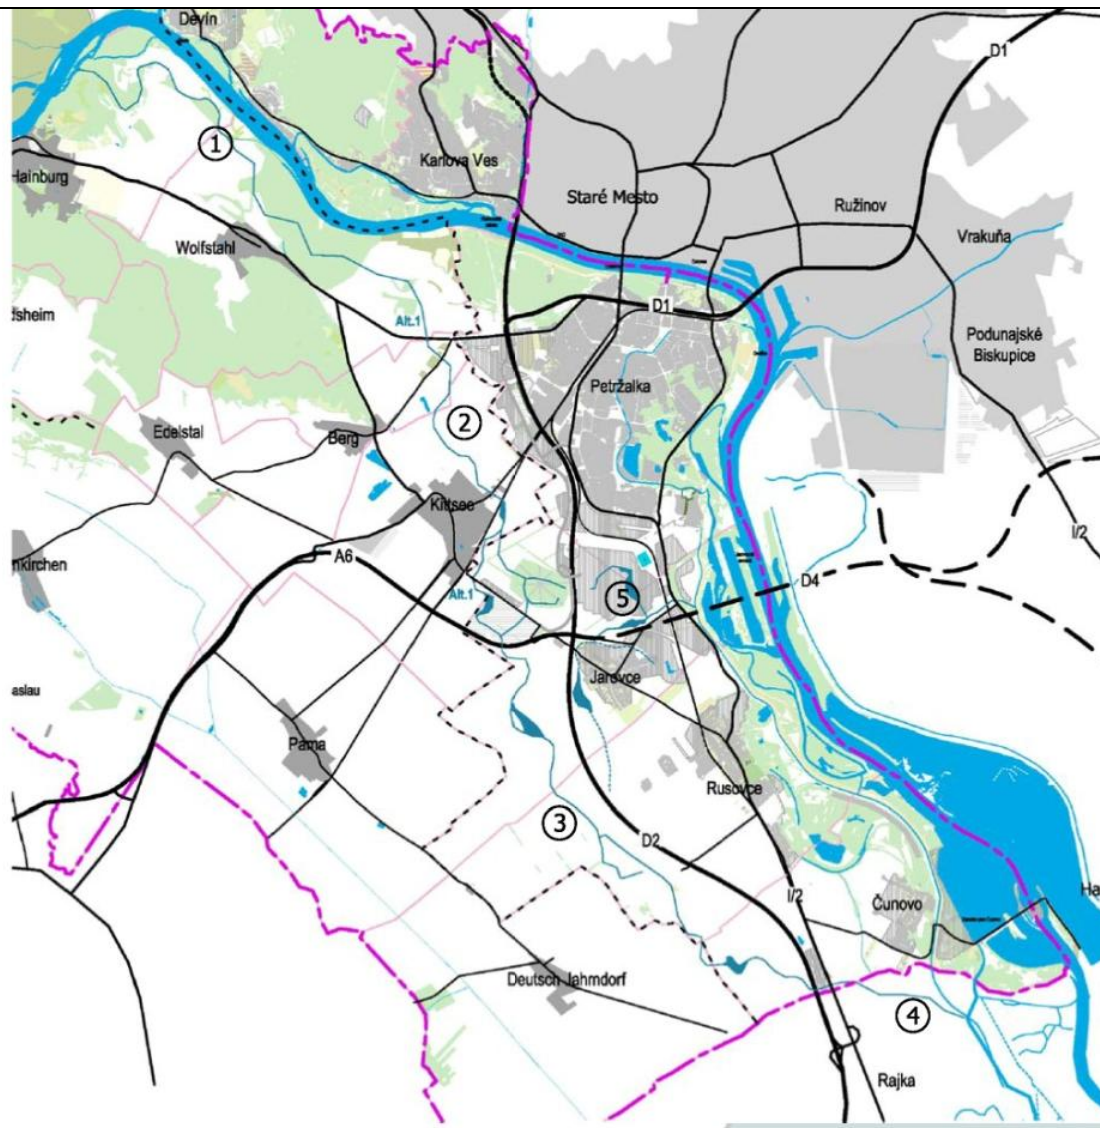 Devín
D1
1
Karlova Ves
Hainburg
Staré Mesto
Ružinov
Wolfstahl
Vrakuňa
dsheim
Alt.1
D1
Podunajské
Biskupice
Petržalka
2
Edelstal
Berg
Kittsee
I/2
nkirchen
A6
D4
Alt.1
5
Jarovce
aslau
Pama
Rusovce
3
D2
I/2
Čunovo
Ha
Deutsch Jahrndorf
4
Rajka